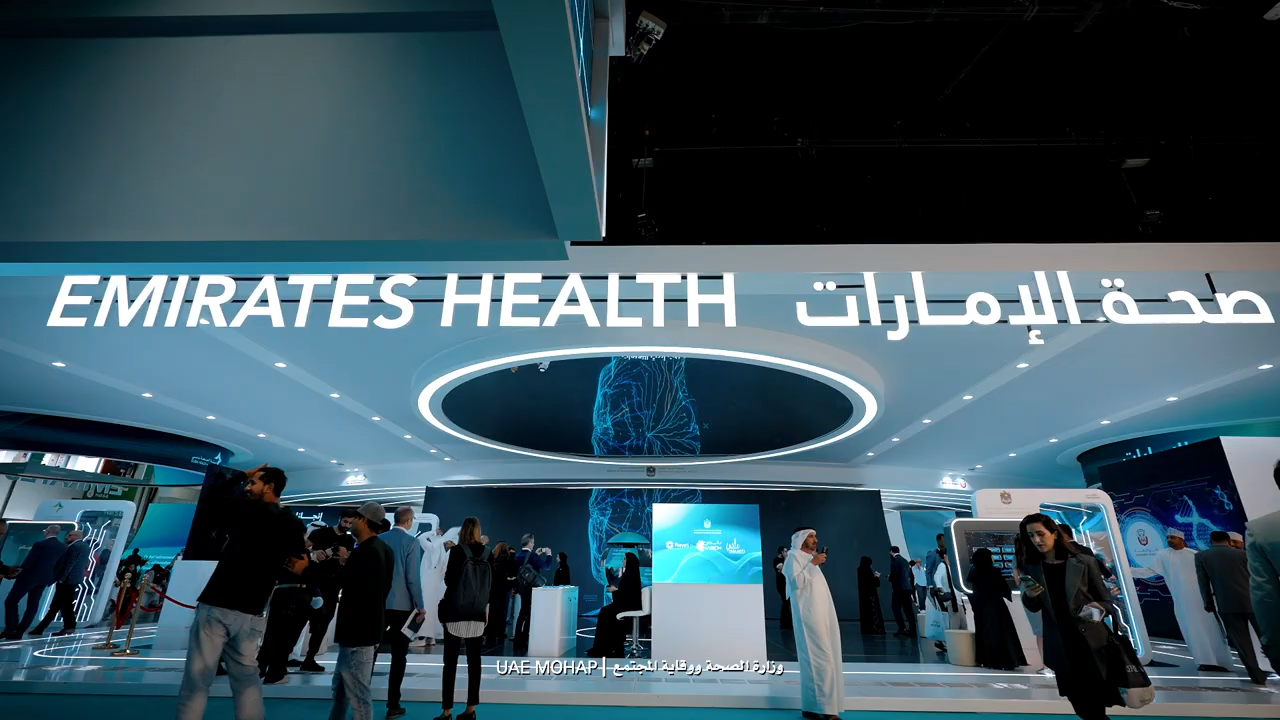 EMIRATES HEALTH صحة الإمارات
UAE MOHAP | وزارة الصحة ووقاية المجتمع